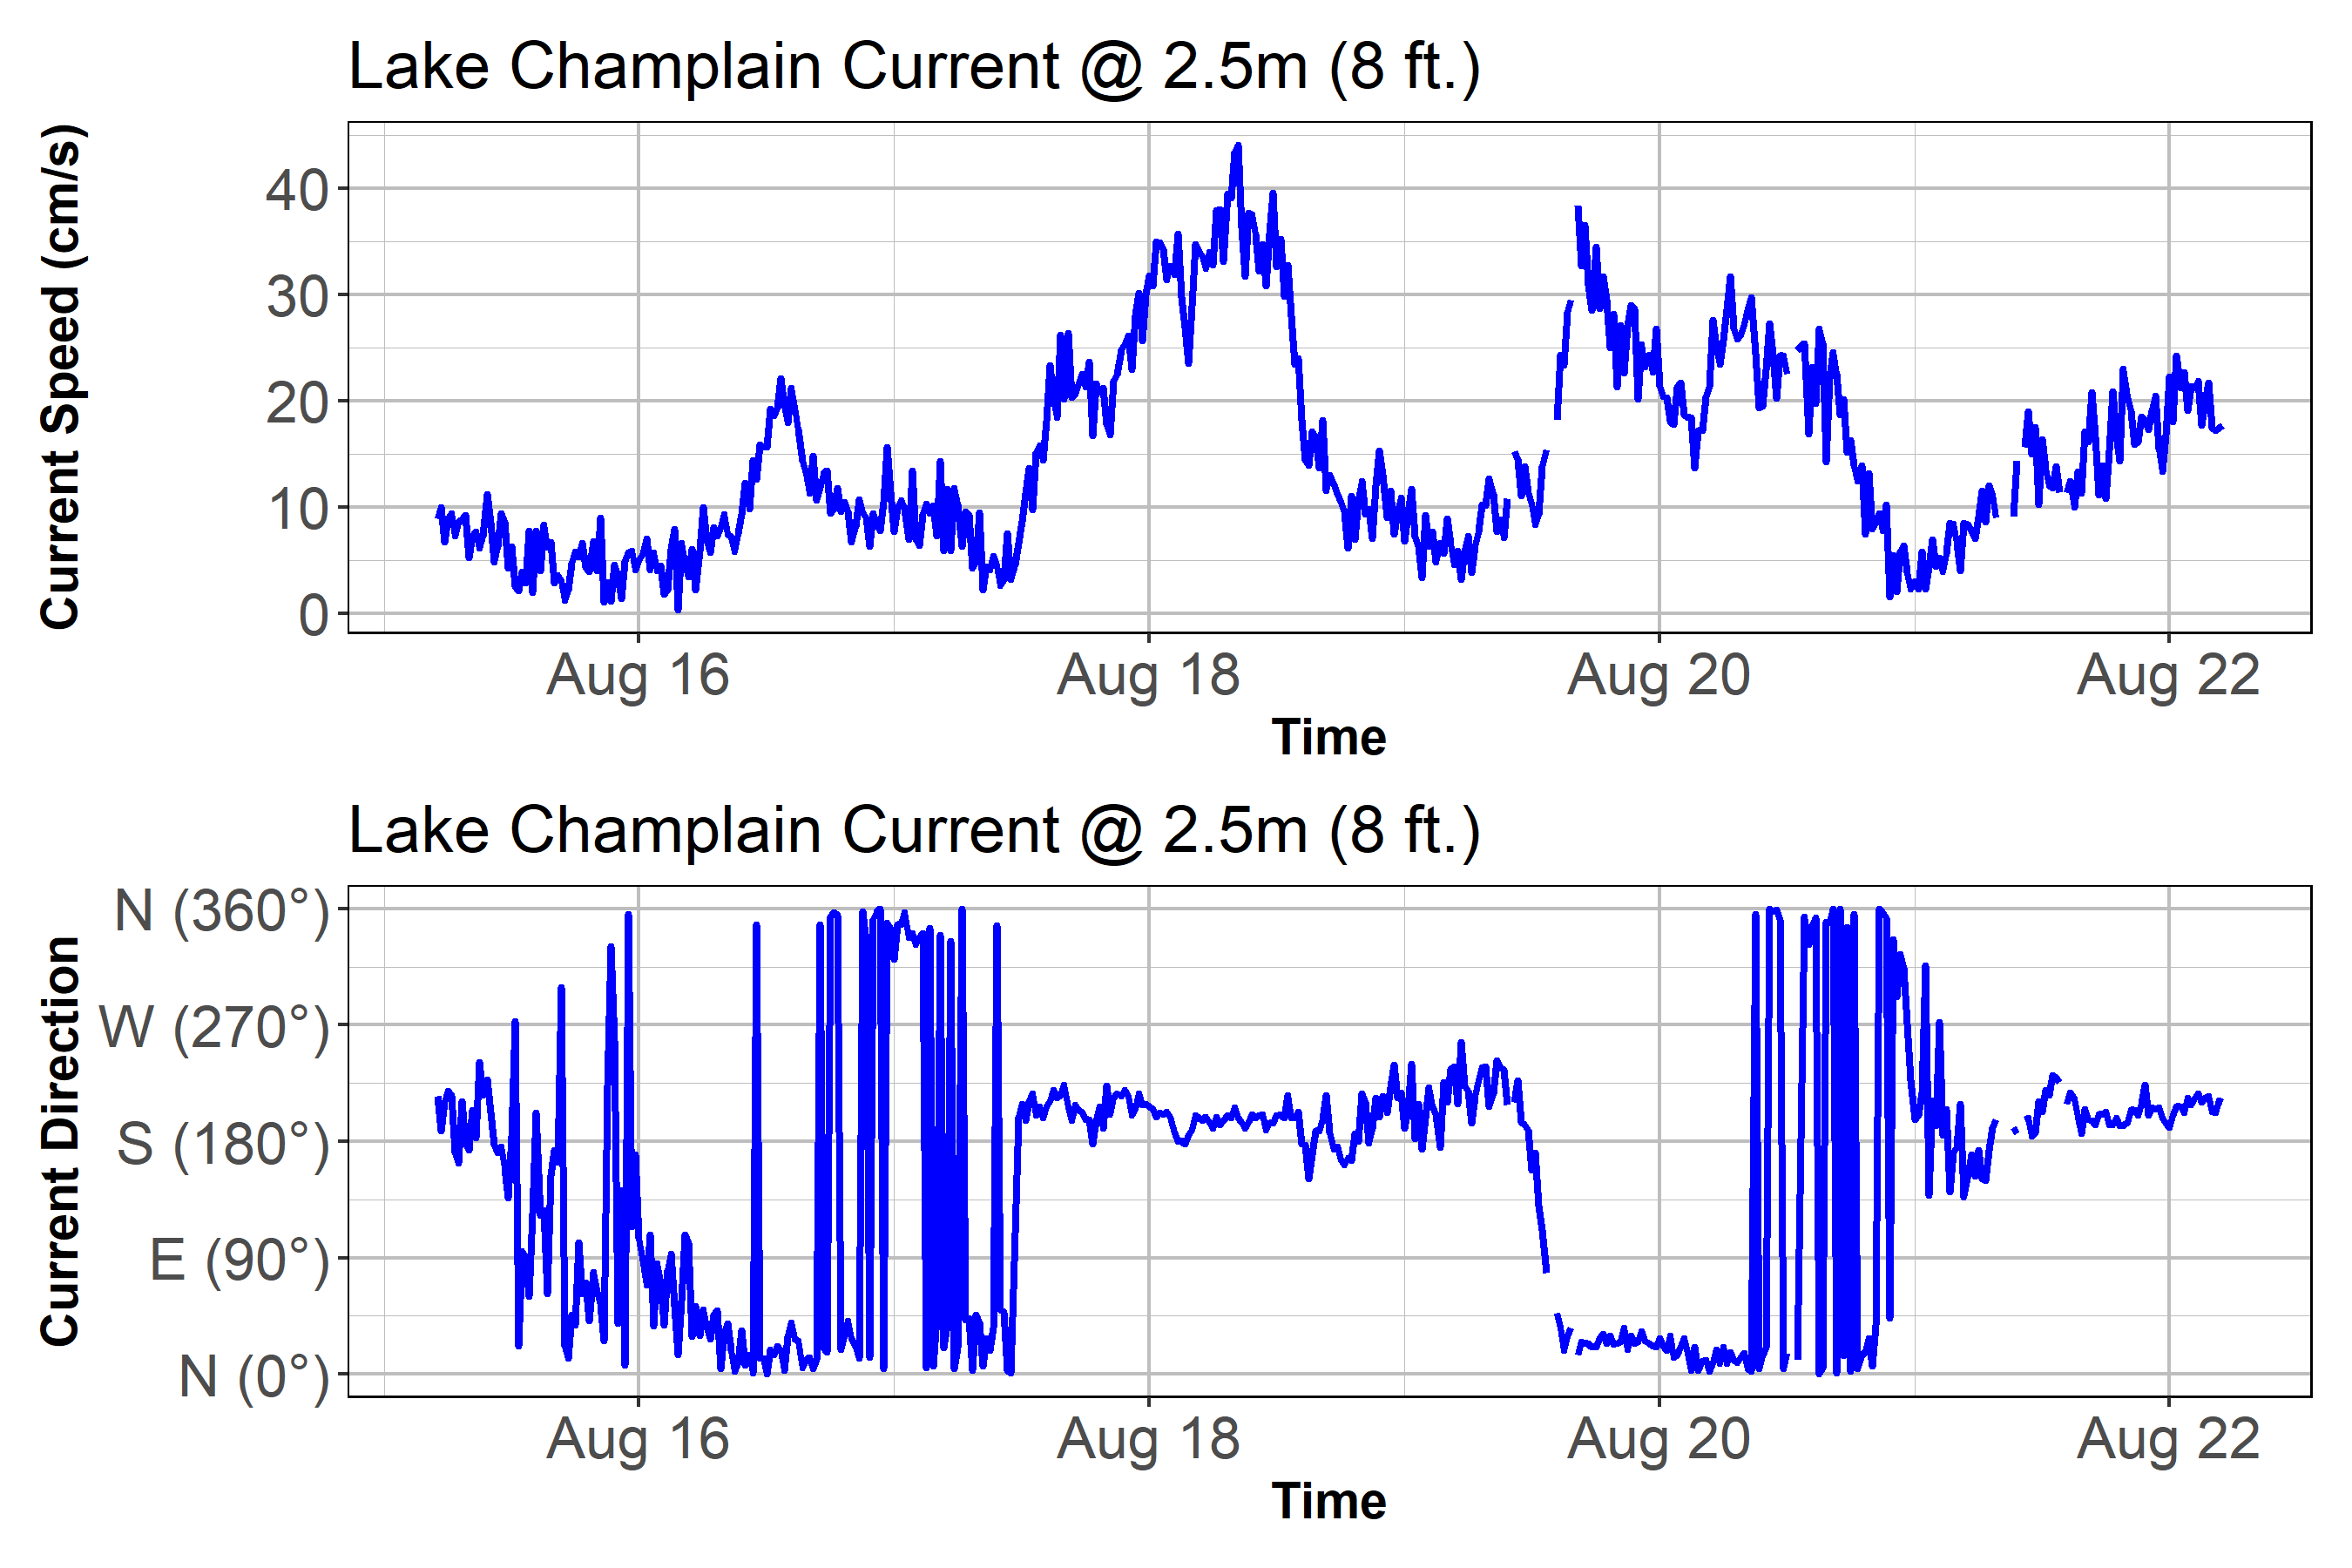 Lake Champlain Current @ 2.5m (8 ft.)
Current Speed (cm/s)
40
30
20
10
0
Aug 16 Aug 18 Aug 20 Aug 22
Time
Lake Champlain Current @ 2.5m (8 ft.)
Current Direction
N (360°)
W (270°)
S (180°)
E (90°)
N (0°)
Aug 16 Aug 18 Aug 20 Aug 22
Time